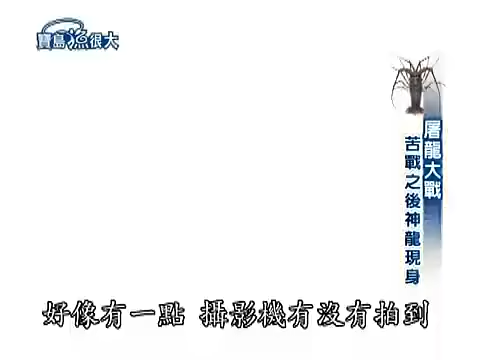 寶島漁很大
屠龍大戰
苦戰之後神龍現身
好像有一點 攝影機有沒有拍到